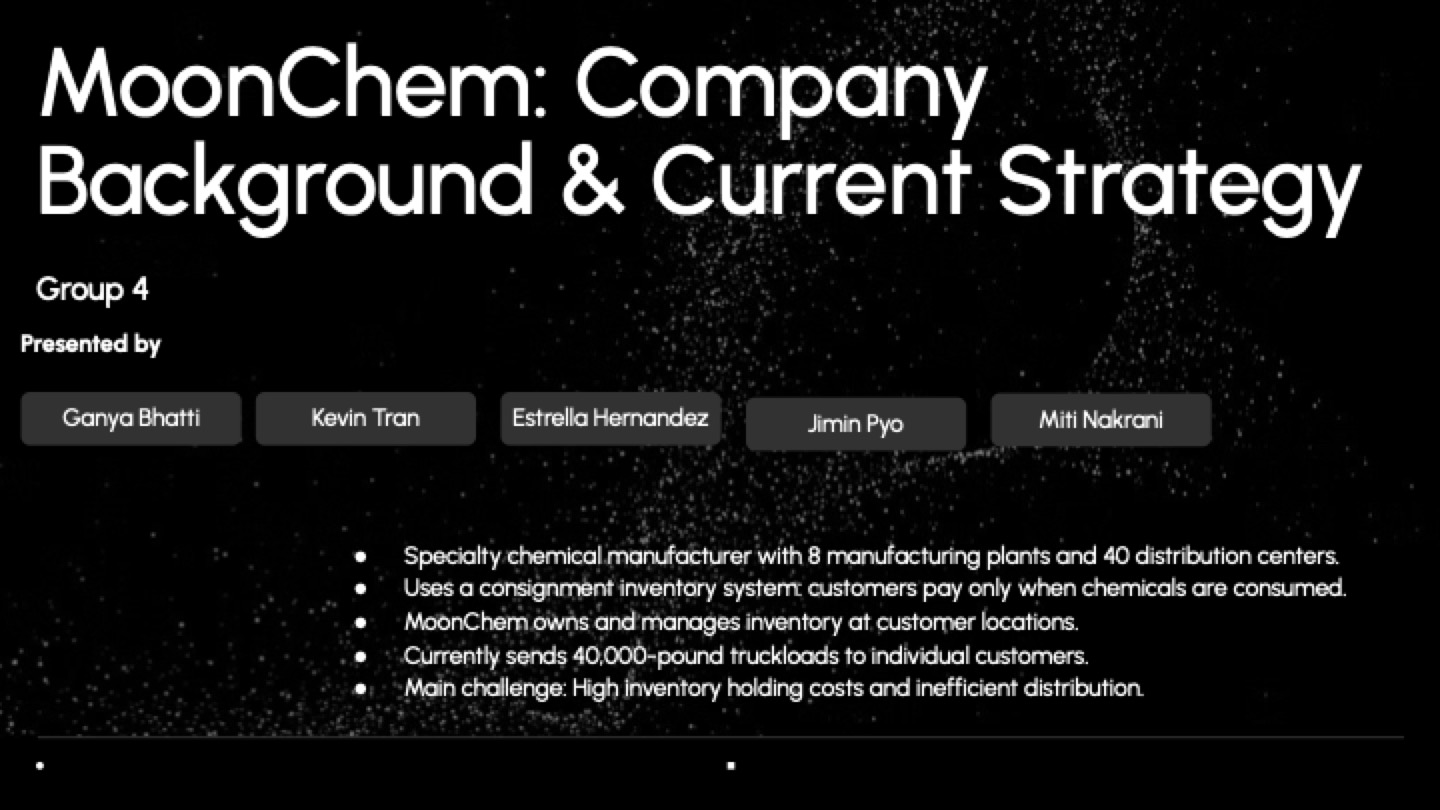 MoonChem: Company
Background & Current Strategy
Group 4
Presented by
Ganya Bhatti
Kevin Tran
Estrella Hernandez
Jimin Pyo
Miti Nakrani
● Specialty chemical manufacturer with 8 manufacturing plants and 40 distribution centers.
● Uses a consignment inventory system: customers pay only when chemicals are consumed.
● MoonChem owns and manages inventory at customer locations.
● Currently sends 40,000-pound truckloads to individual customers.
● Main challenge: High inventory holding costs and inefficient distribution.